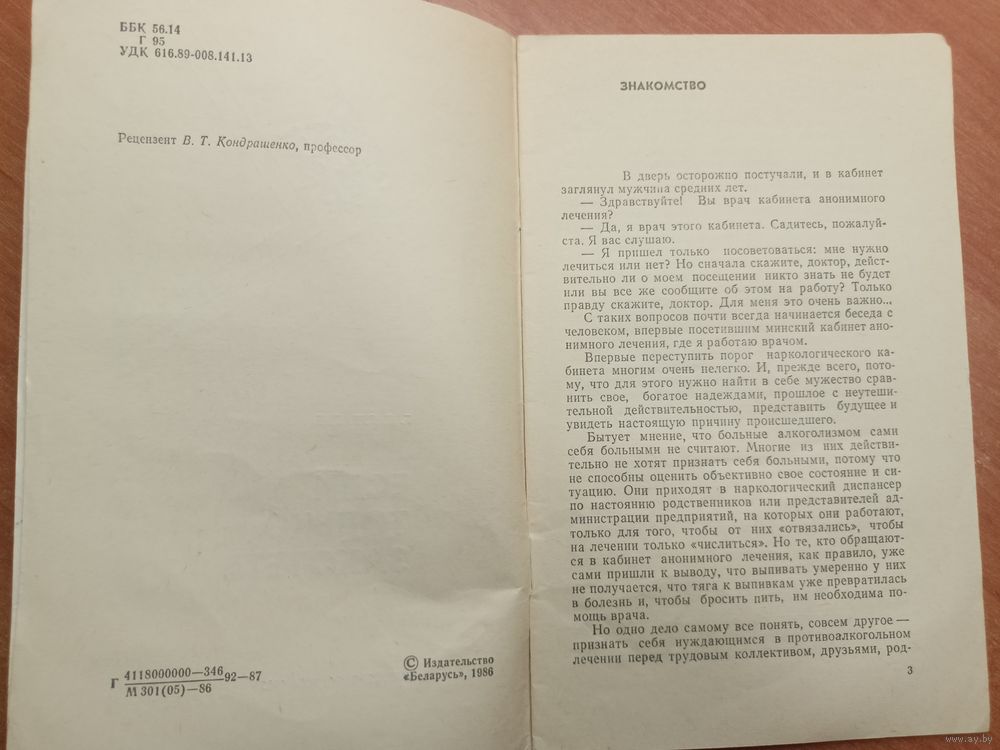 ББК 56.14
Г 95
УДК 616.89-008.141.13
Рецензент В. Т. Кондрашенко, профессор
Г 4118000000—346 92—87
М 301(05)—86
© Издательство
«Беларусь», 1986
ЗНАКОМСТВО
В дверь осторожно постучали, и в кабинет
заглянул мужчина средних лет.
— Здравствуйте! Вы врач кабинета анонимного
лечения?
— Да, я врач этого кабинета. Садитесь, пожалуй-
ста. Я вас слушаю.
— Я пришел только посоветоваться: мне нужно
лечиться или нет? Но сначала скажите, доктор, дейст-
вительно ли о моем посещении никто знать не будет
или вы все же сообщите об этом на работу? Только
правду скажите, доктор. Для меня это очень важно...
С таких вопросов почти всегда начинается беседа с
человеком, впервые посетившим минский кабинет ано-
нимного лечения, где я работаю врачом.
Впервые переступить порог наркологического ка-
бинета многим очень нелегко. И, прежде всего, пото-
му, что для этого нужно найти в себе мужество срав-
нить свое, богатое надеждами, прошлое с неутеши-
тельной действительностью, представить будущее и
увидеть настоящую причину происшедшего.
Бытует мнение, что больные алкоголизмом сами
себя больными не считают. Многие из них действи-
тельно не хотят признать себя больными, потому что
не способны оценить объективно свое состояние и си-
туацию. Они приходят в наркологический диспансер
по настоянию родственников или представителей ад-
министрации предприятий, на которых они работают,
только для того, чтобы от них «отвязались», чтобы
на лечении только «числиться». Но те, кто обращают-
ся в кабинет анонимного лечения, как правило, уже
сами пришли к выводу, что выпивать умеренно у них
не получается, что тяга к выпивкам уже превратилась
в болезнь и, чтобы бросить пить, им необходима по-
мощь врача.
Но одно дело самому все понять, совсем другое —
признать себя нуждающимся в противоалкогольном
лечении перед трудовым коллективом, друзьями, род-
3
www.ay.by